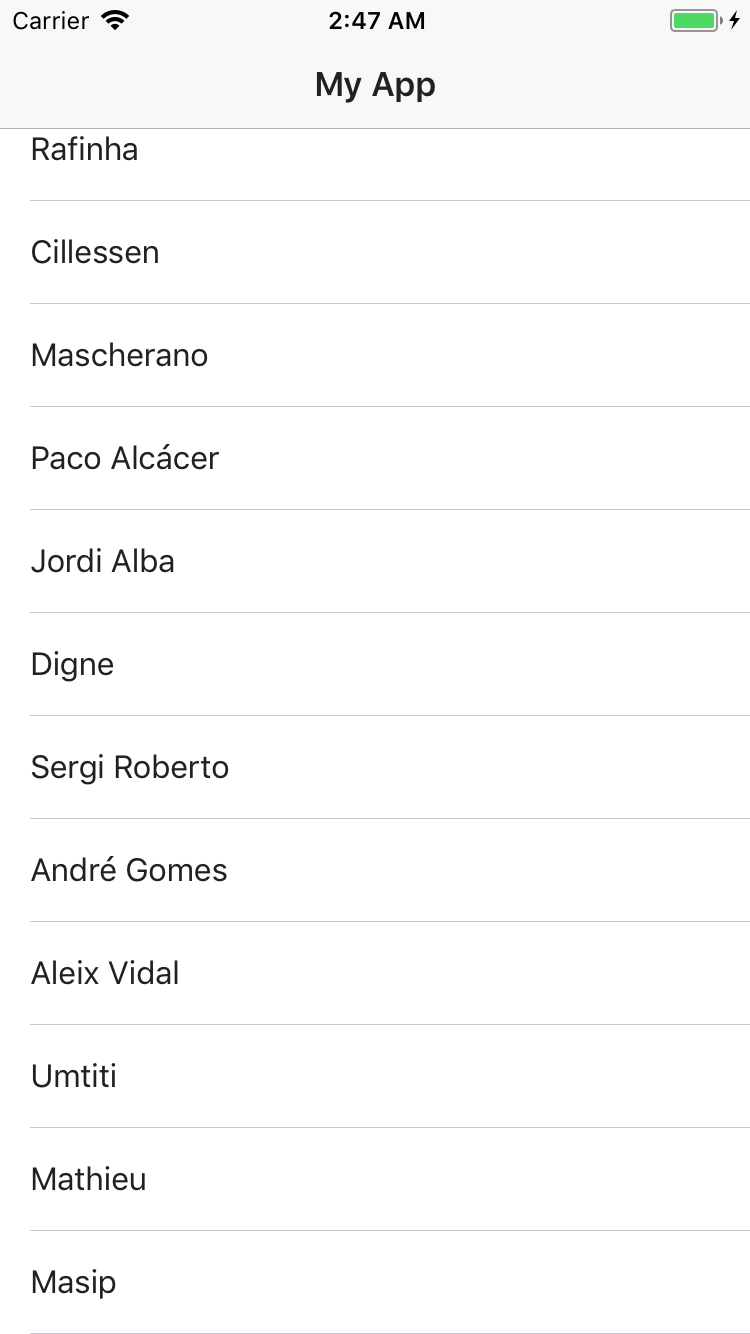 Carrier 2:47 AM
My App
Rafinha
Cillessen
Mascherano
Paco Alcácer
Jordi Alba
Digne
Sergi Roberto
André Gomes
Aleix Vidal
Umtiti
Mathieu
Masip